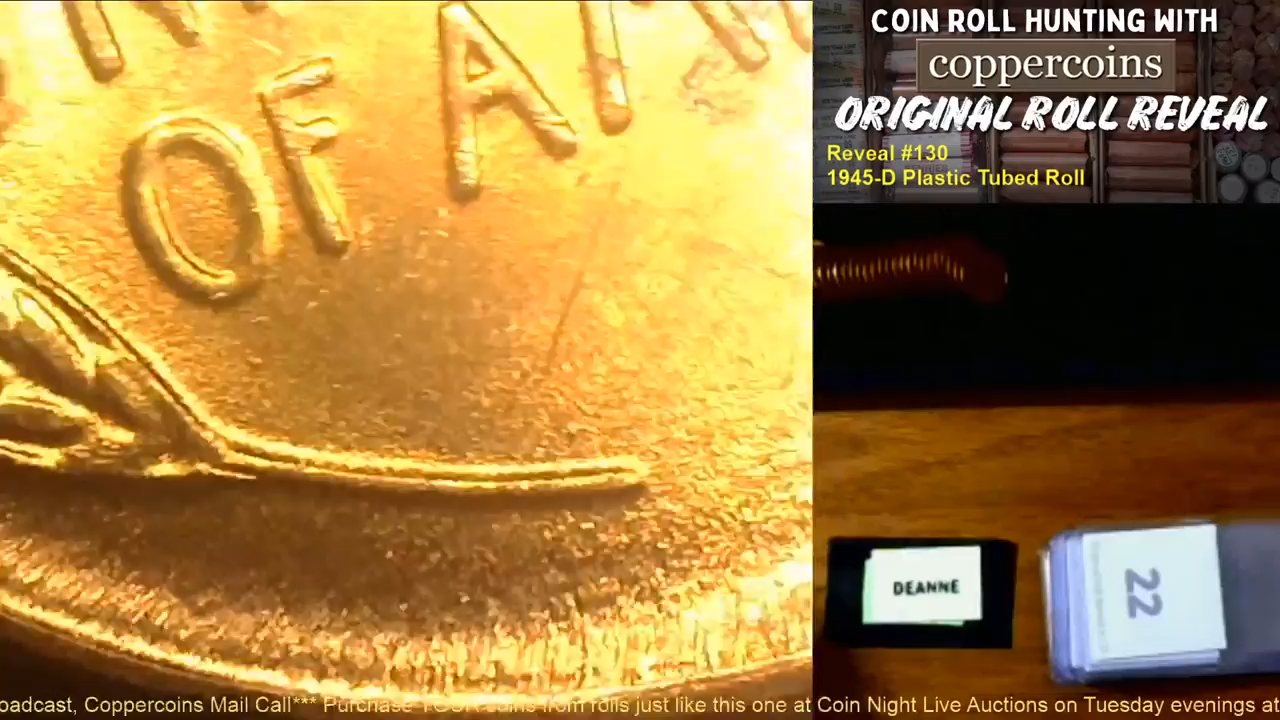 OF A
COIN ROLL HUNTING WITH
coppercoins
ORIGINAL ROLL REVEAL
Reveal #130
1945-D Plastic Tubed Roll
DEANNE
22
oadcast, Coppercoins Mail Call*** Purchase YOUR coins from rolls just like this one at Coin Night Live Auctions on Tuesday evenings at